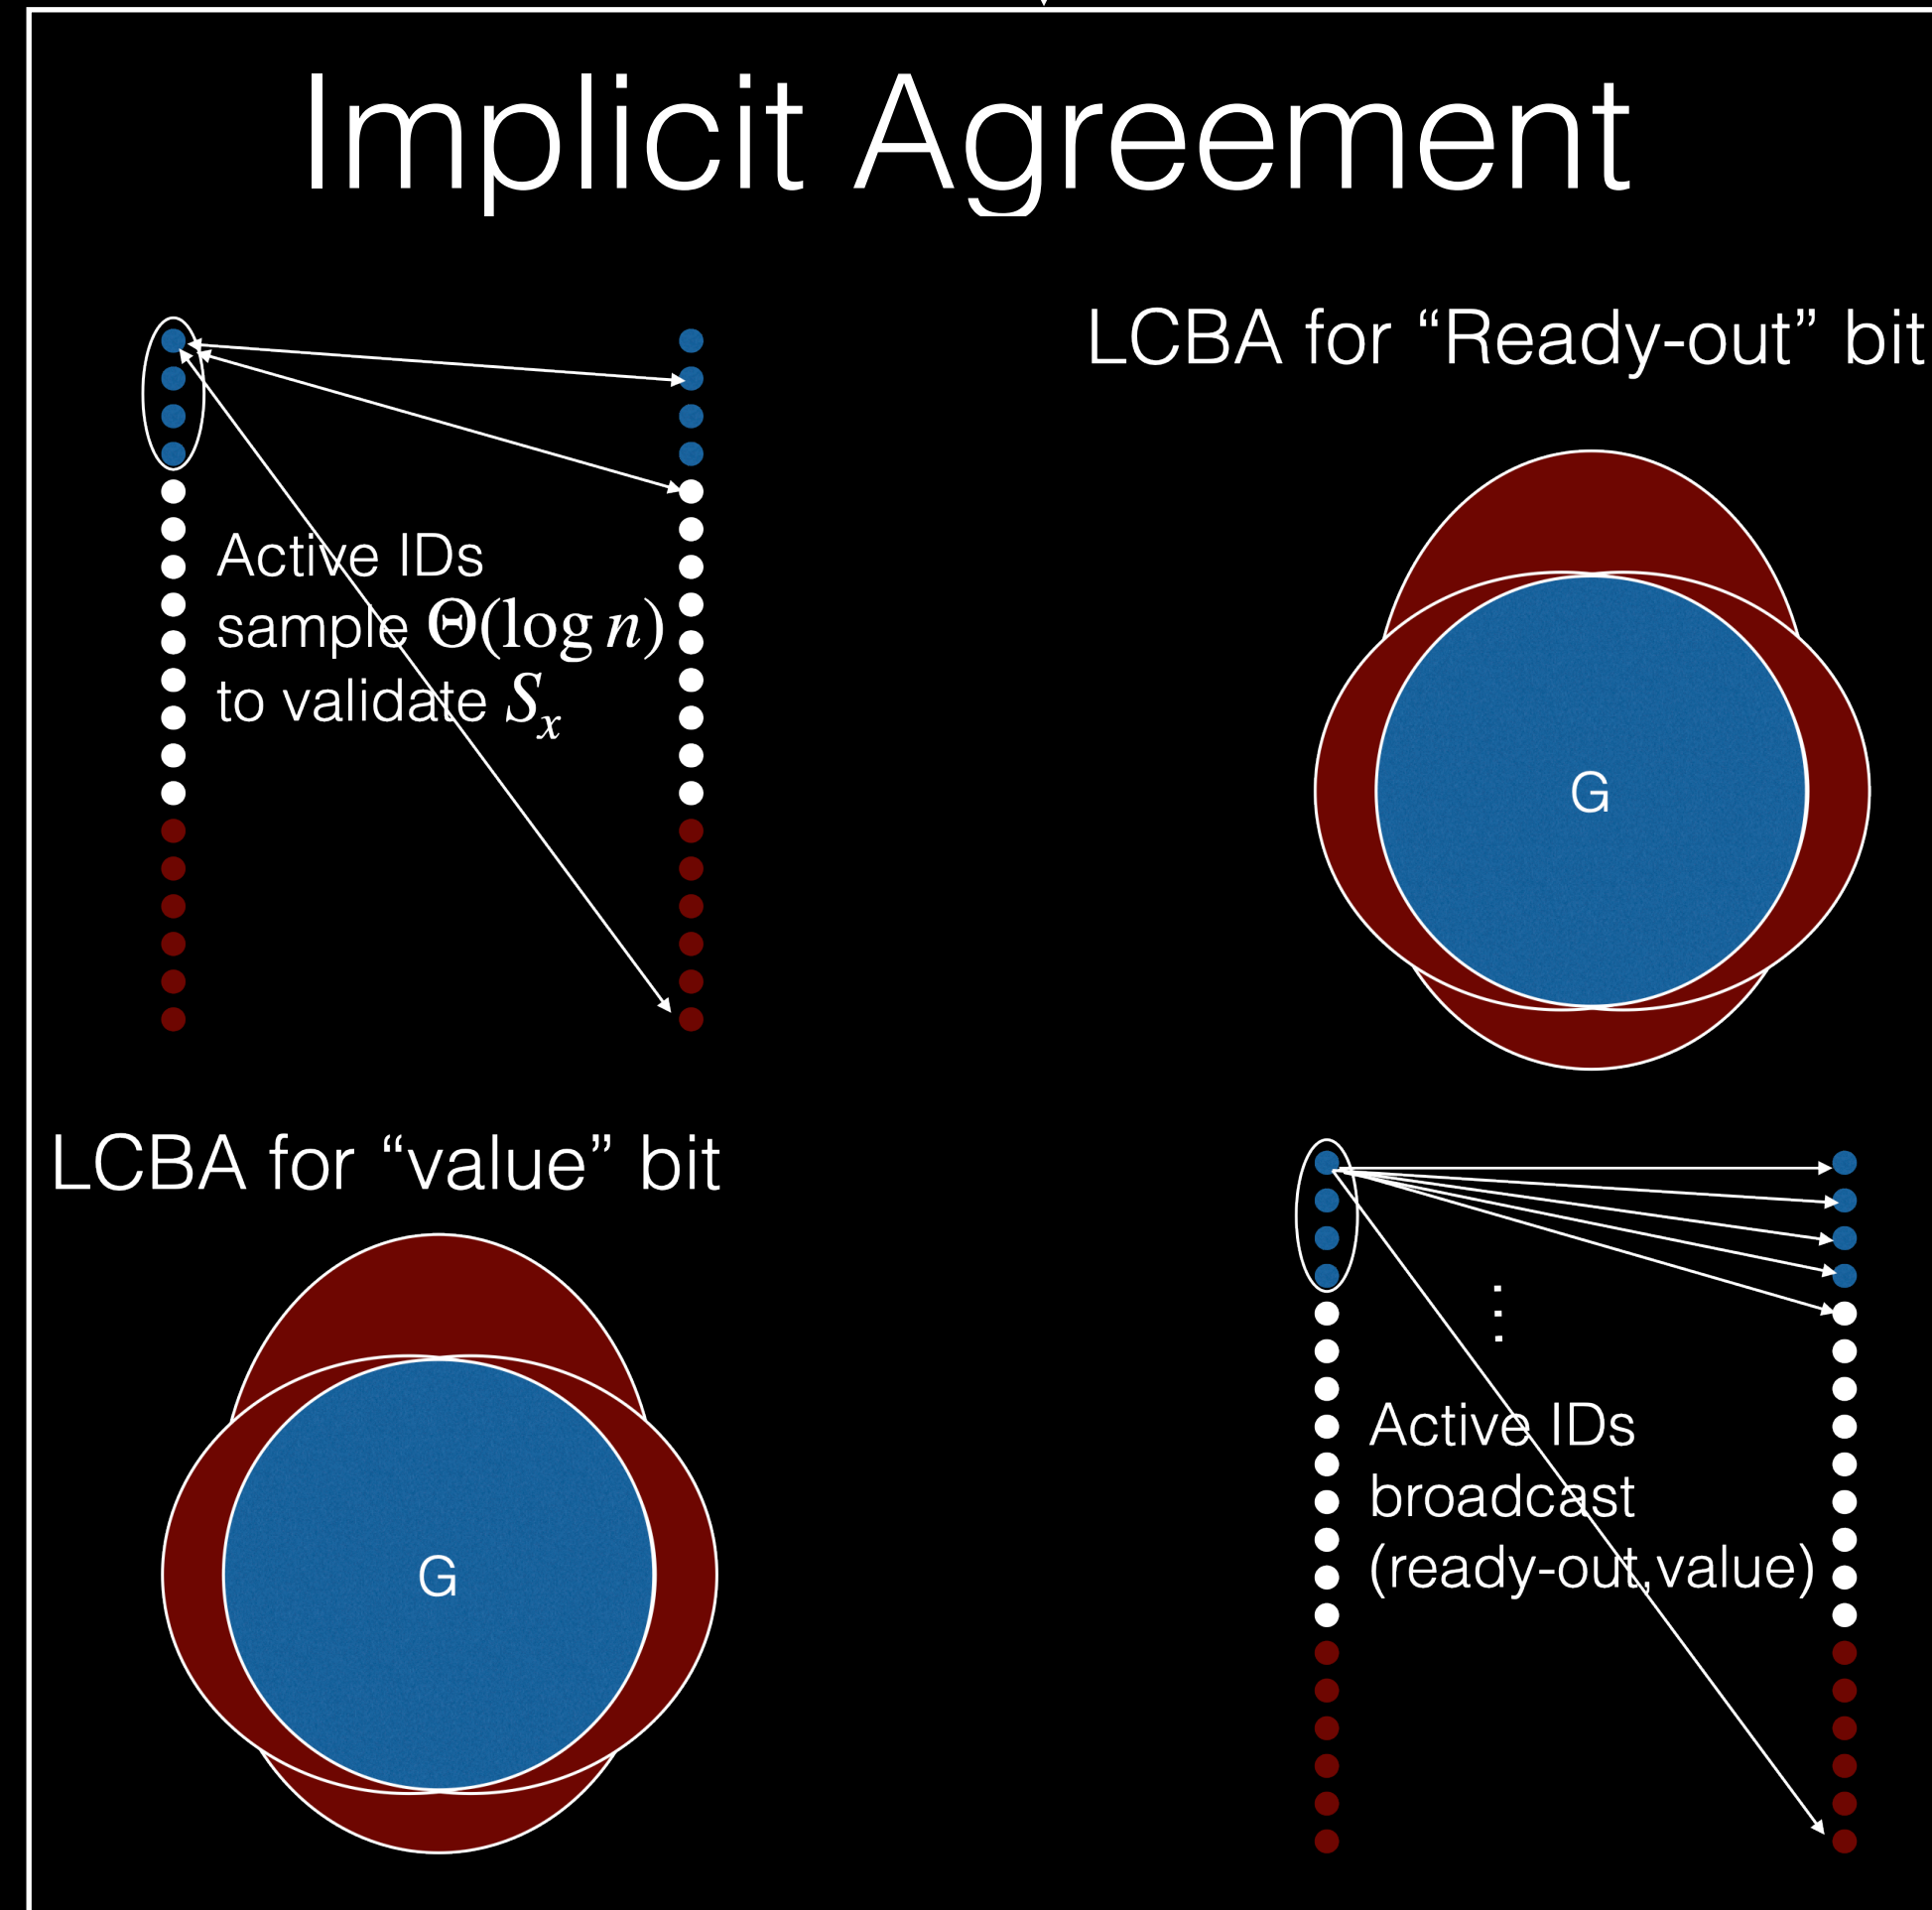 Implicit Agreement
Active IDs
sample Θ(log n)
to validate Sₓ
LCBA for “Ready-out” bit
G
LCBA for “value” bit
G
⋮
Active IDs
broadcast
(ready-out,value)